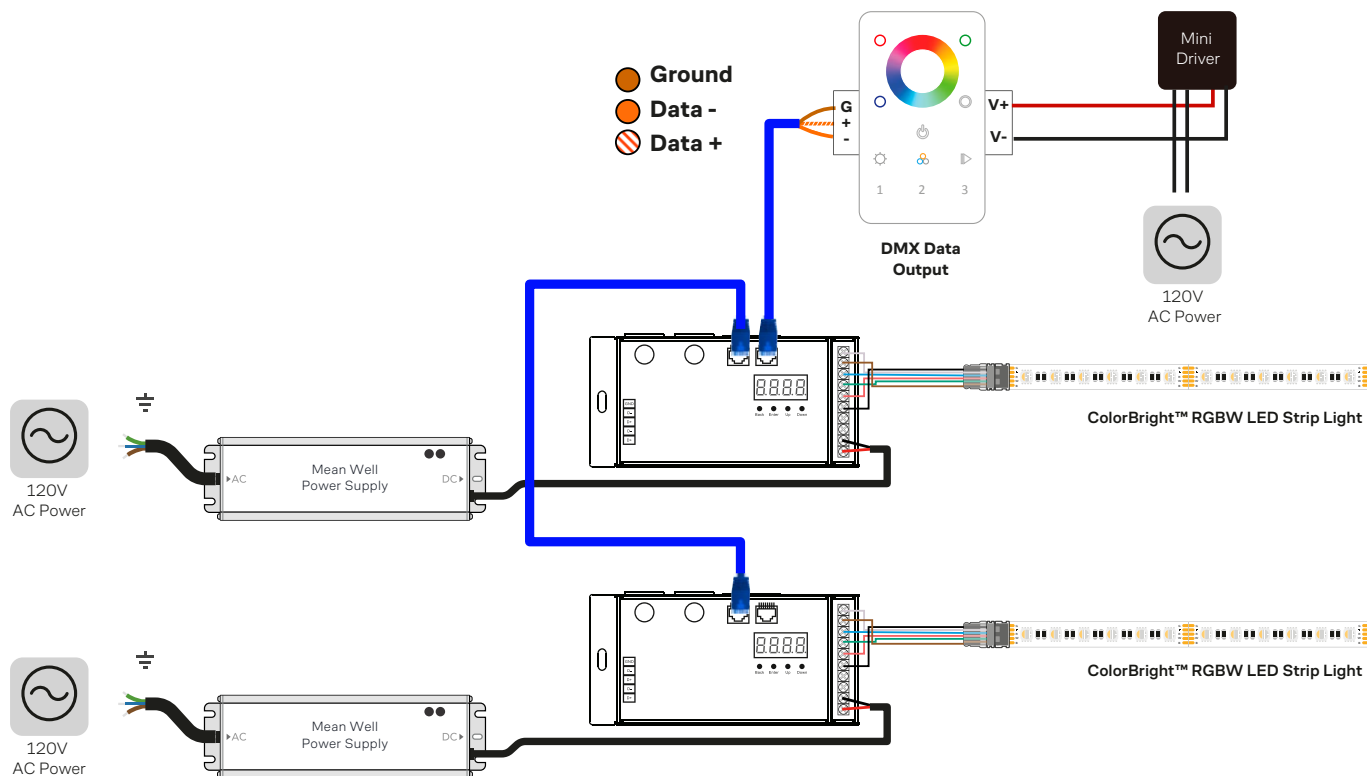 Ground
Data -
Data +
G
+
-
V+
V-
1 2 3
DMX Data
Output
Mini
Driver
120V
AC Power
GND
D-
D+
D-
D+
Back Enter Up Down
ColorBright™ RGBW LED Strip Light
120V
AC Power
AC
Mean Well
Power Supply
DC
GND
D-
D+
D-
D+
Back Enter Up Down
ColorBright™ RGBW LED Strip Light
120V
AC Power
AC
Mean Well
Power Supply
DC